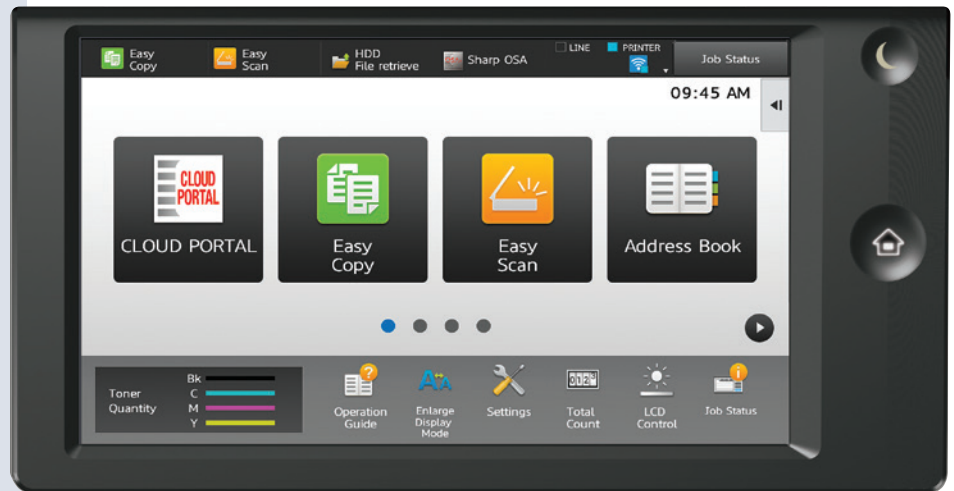 Easy
Copy
Easy
Scan
HDD
File retrieve
Sharp OSA
LINE
PRINTER
Job Status
09:45 AM
CLOUD
PORTAL
CLOUD PORTAL
Easy
Copy
Easy
Scan
Address Book
Toner
Quantity
Bk
C
M
Y
Operation
Guide
Enlarge
Display
Mode
Settings
Total
Count
LCD
Control
Job Status